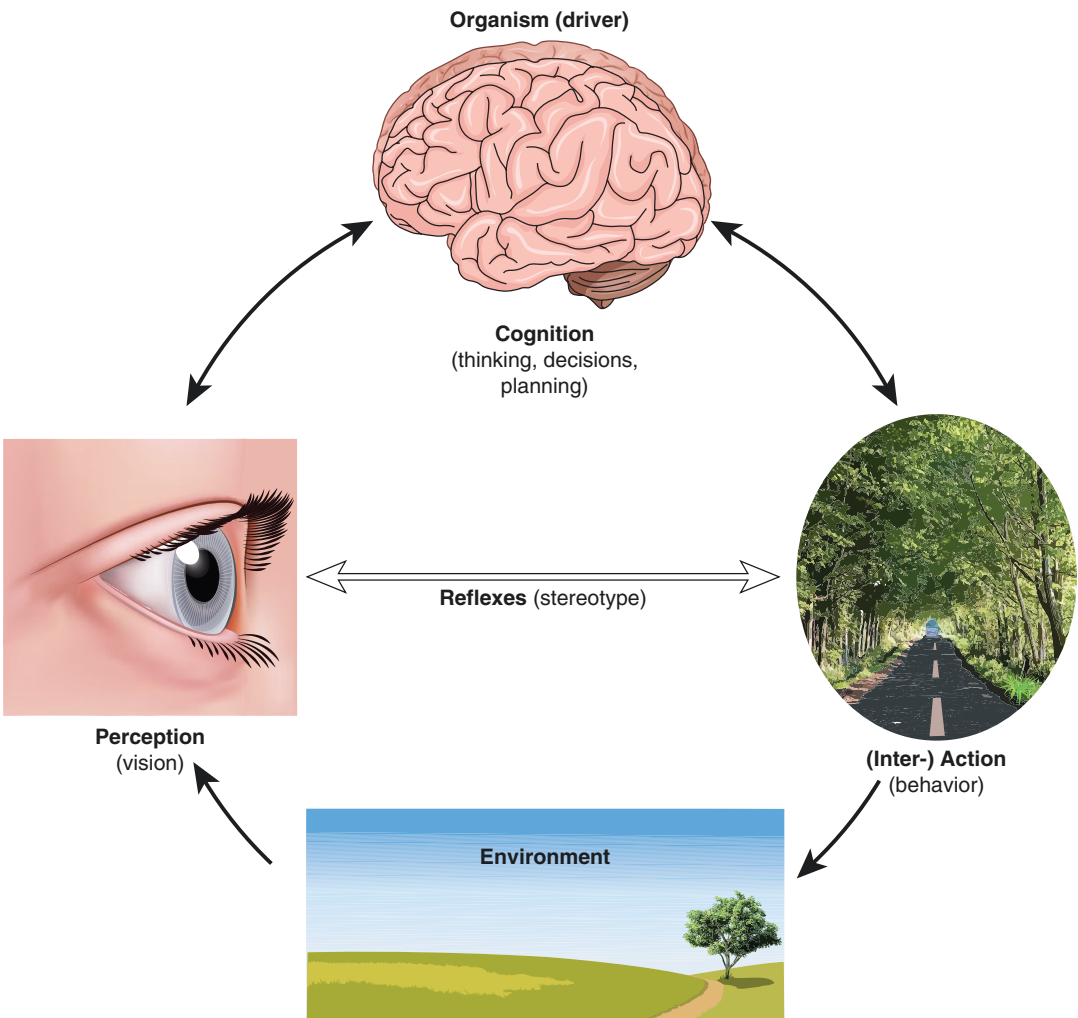 Organism (driver)
Cognition
(thinking, decisions,
planning)
Reflexes (stereotype)
Perception
(vision)
(Inter-) Action
(behavior)
Environment